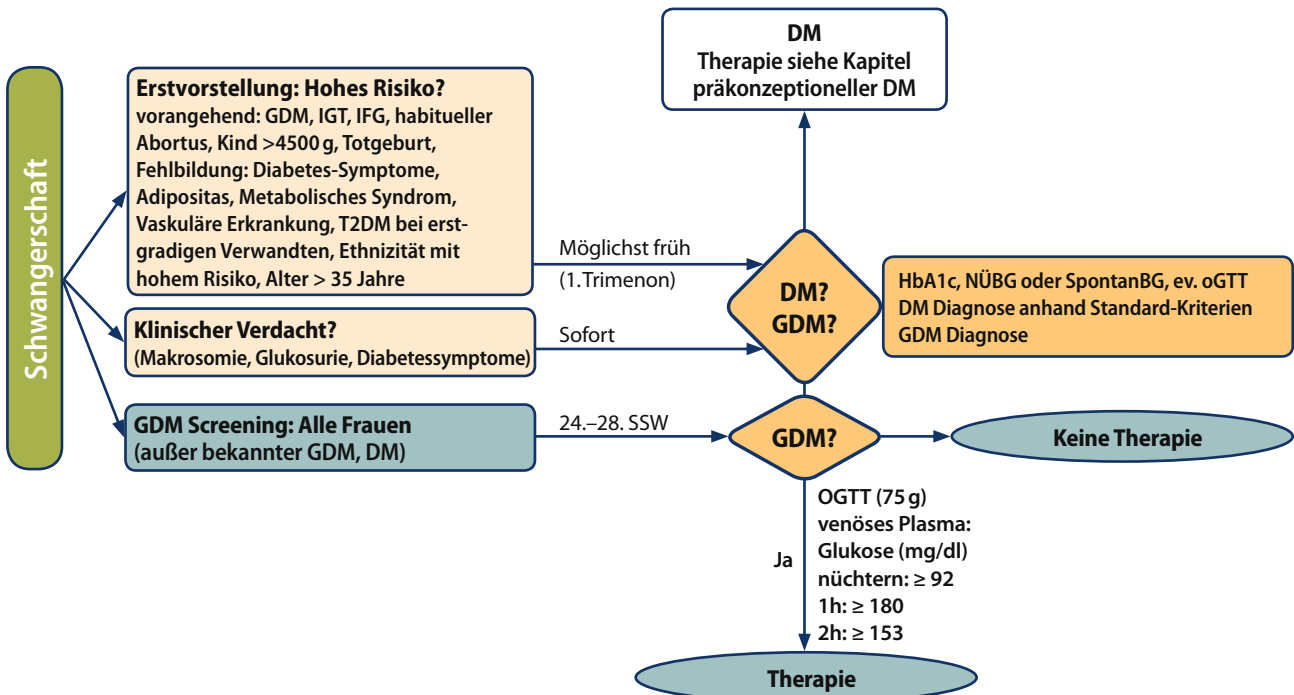 Schwangerschaft
Erstvorstellung: Hohes Risiko?
vorangehend: GDM, IGT, IFG, habitueller
Abortus, Kind >4500 g, Totgeburt,
Fehlbildung: Diabetes-Symptome,
Adipositas, Metabolisches Syndrom,
Vaskuläre Erkrankung, T2DM bei erst-
gradigen Verwandten, Ethnizität mit
hohem Risiko, Alter > 35 Jahre
Klinischer Verdacht?
(Makrosomie, Glukosurie, Diabetessymptome)
GDM Screening: Alle Frauen
(außer bekannter GDM, DM)
Möglichst früh
(1. Trimenon)
Sofort
24.–28. SSW
DM
Therapie siehe Kapitel
präkonzeptioneller DM
DM?
GDM?
HbA1c, NÜBG oder SpontanBG, ev. oGTT
DM Diagnose anhand Standard-Kriterien
GDM Diagnose
GDM?
Keine Therapie
Ja
OGTT (75 g)
venöses Plasma:
Glukose (mg/dl)
nüchtern: ≥ 92
1h: ≥ 180
2h: ≥ 153
Therapie